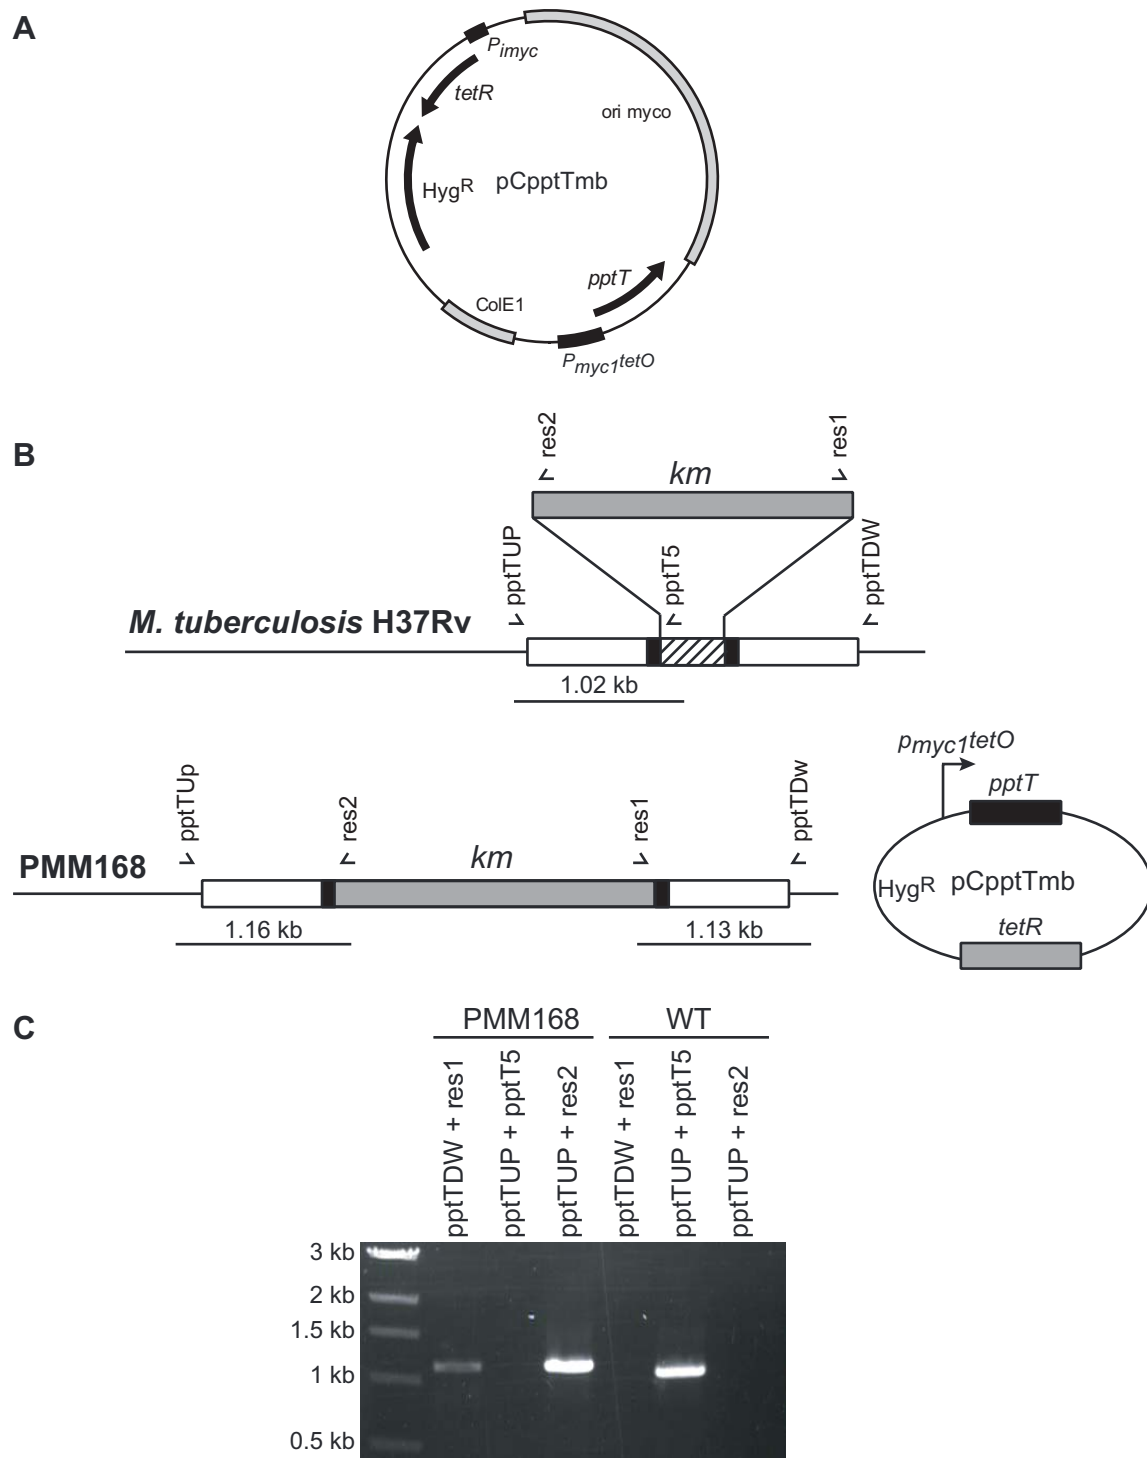 A
Pimyc
tetR
ori myco
HygR
pCpptTmb
pptT
ColE1
Pmyc1tetO
B
res2
res1
km
pptTUP
pptT5
pptTDW
M. tuberculosis H37Rv
1.02 kb
pptTUp
res2
res1
pptTDw
PMM168
km
1.16 kb
1.13 kb
pmyc1tetO
pptT
HygR pCpptTmb
tetR
C
PMM168 WT
pptTDW + res1
pptTUP + pptT5
pptTUP + res2
pptTDW + res1
pptTUP + pptT5
pptTUP + res2
3 kb
2 kb
1.5 kb
1 kb
0.5 kb